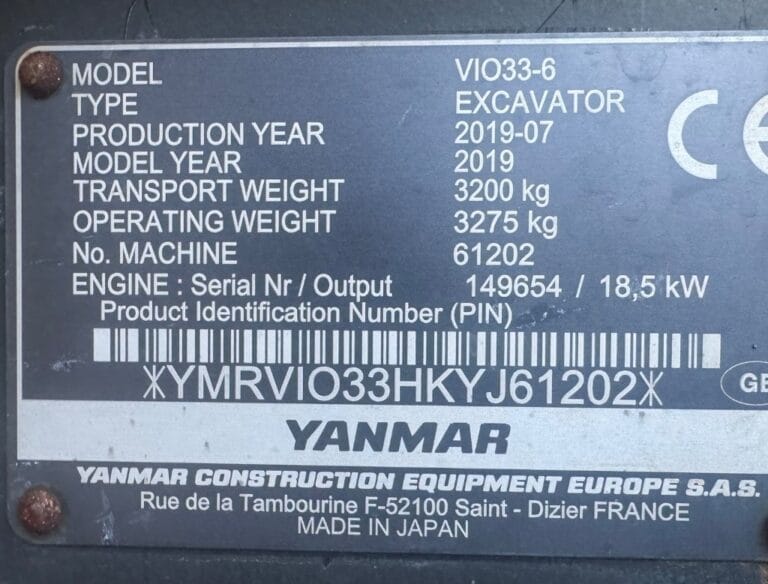 MODEL VIO33-6
TYPE EXCAVATOR
PRODUCTION YEAR 2019-07
MODEL YEAR 2019
TRANSPORT WEIGHT 3200 kg
OPERATING WEIGHT 3275 kg
No. MACHINE 61202
ENGINE : Serial Nr / Output 149654 / 18,5 kW
Product Identification Number (PIN)
*YMRVIO33HKYJ61202*
CE
GB
YANMAR
YANMAR CONSTRUCTION EQUIPMENT EUROPE S.A.S.
Rue de la Tambourine F-52100 Saint - Dizier FRANCE
MADE IN JAPAN